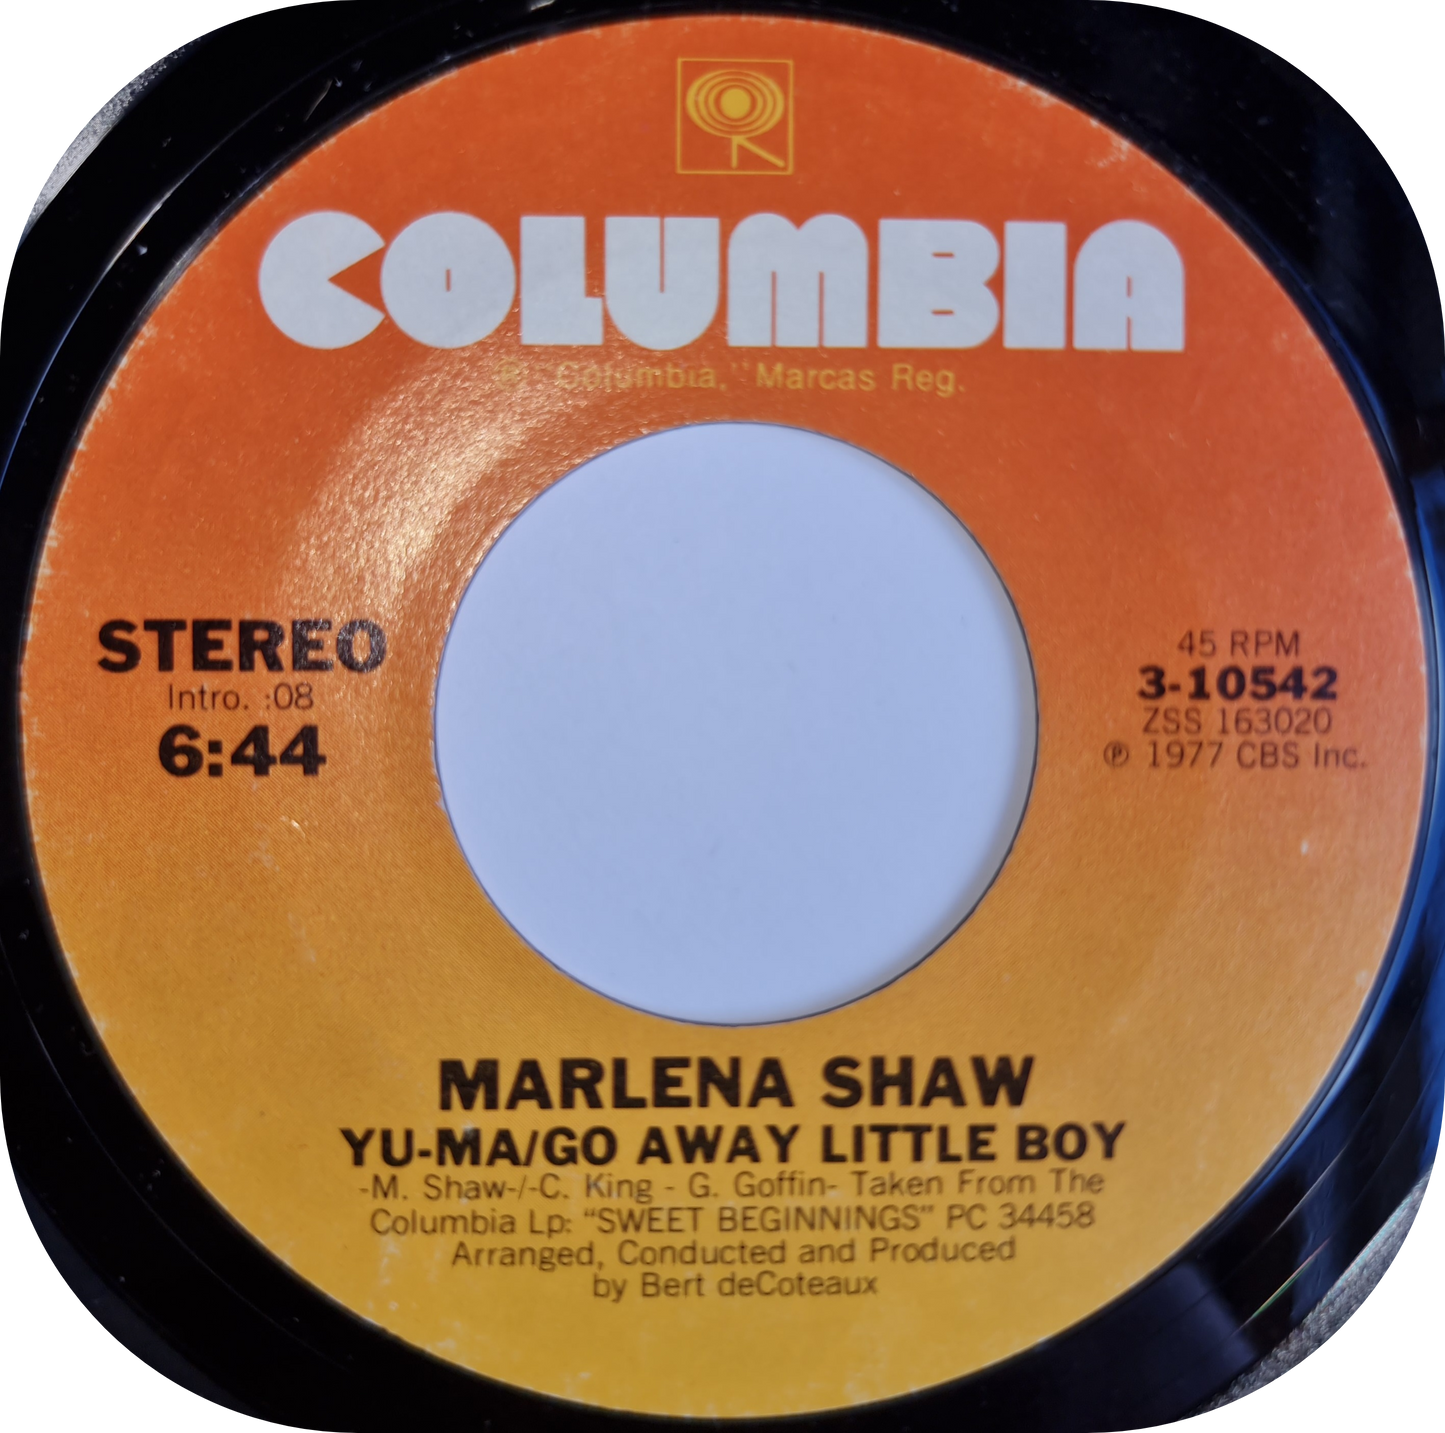 COLUMBIA
® "Columbia," Marcas Reg.
STEREO
Intro. :08
6:44
45 RPM
3-10542
ZSS 163020
℗ 1977 CBS Inc.
MARLENA SHAW
YU-MA/GO AWAY LITTLE BOY
-M. Shaw-/-C. King - G. Goffin- Taken From The
Columbia Lp: “SWEET BEGINNINGS” PC 34458
Arranged, Conducted and Produced
by Bert deCoteaux